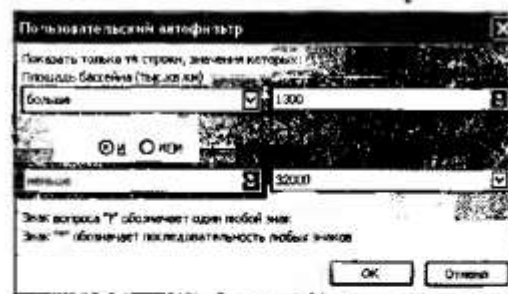 Пользовательский автофильтр
Показать только те строки, значения которых:
Площадь бассейна (тыс.кв.км)
больше 1300
И ИЛИ
меньше 32000
Знак вопроса "?" обозначает один любой знак
Знак "*" обозначает последовательность любых знаков
ОК Отмена